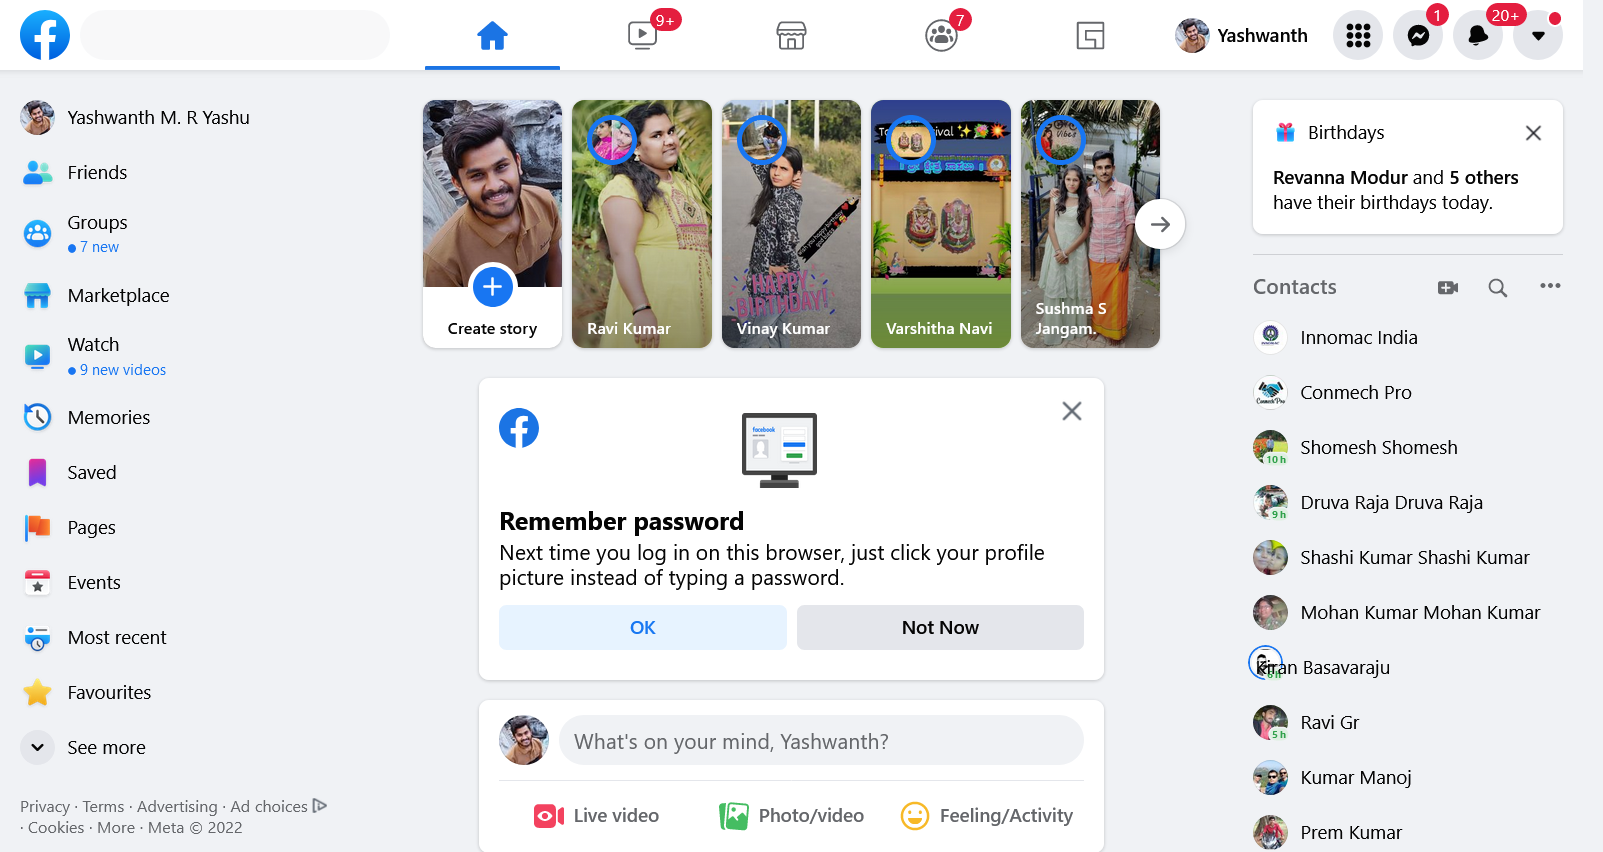 9+
7
Yashwanth
1
20+
Yashwanth M. R Yashu
Friends
Groups
7 new
Marketplace
Watch
9 new videos
Memories
Saved
Pages
Events
Most recent
Favourites
See more
Privacy · Terms · Advertising · Ad choices
· Cookies · More · Meta © 2022
Create story
Ravi Kumar
HAPPY
BIRTHDAY!
Vinay Kumar
Varshitha Navi
Sushma S
Jangam.
facebook
Remember password
Next time you log in on this browser, just click your profile
picture instead of typing a password.
OK
Not Now
What's on your mind, Yashwanth?
Live video
Photo/video
Feeling/Activity
Birthdays
Revanna Modur and 5 others
have their birthdays today.
Contacts
Innomac India
Conmech Pro
Shomesh Shomesh
10 h
Druva Raja Druva Raja
9 h
Shashi Kumar Shashi Kumar
Mohan Kumar Mohan Kumar
Kiran Basavaraju
6 h
Ravi Gr
5 h
Kumar Manoj
Prem Kumar